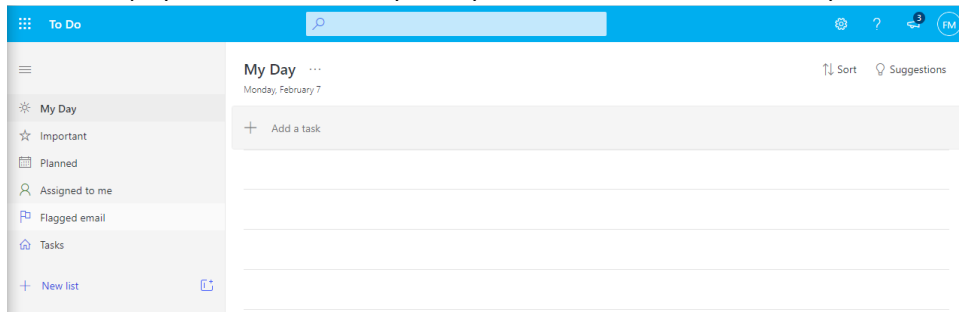 To Do
?
3
FM
My Day ...
Sort
Suggestions
Monday, February 7
My Day
Add a task
Important
Planned
Assigned to me
Flagged email
Tasks
New list